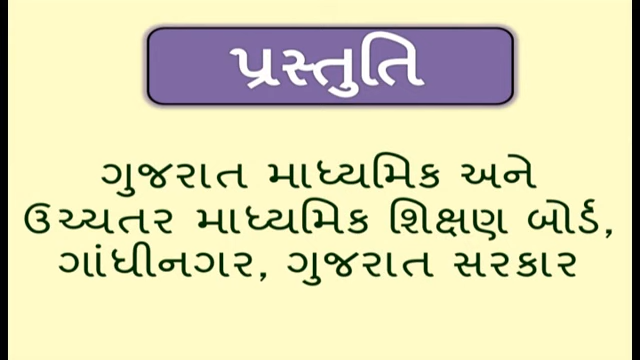 પ્રસ્તુતિ
ગુજરાત માધ્યમિક અને
ઉચ્ચતર માધ્યમિક શિક્ષણ બોર્ડ,
ગાંધીનગર, ગુજરાત સરકાર